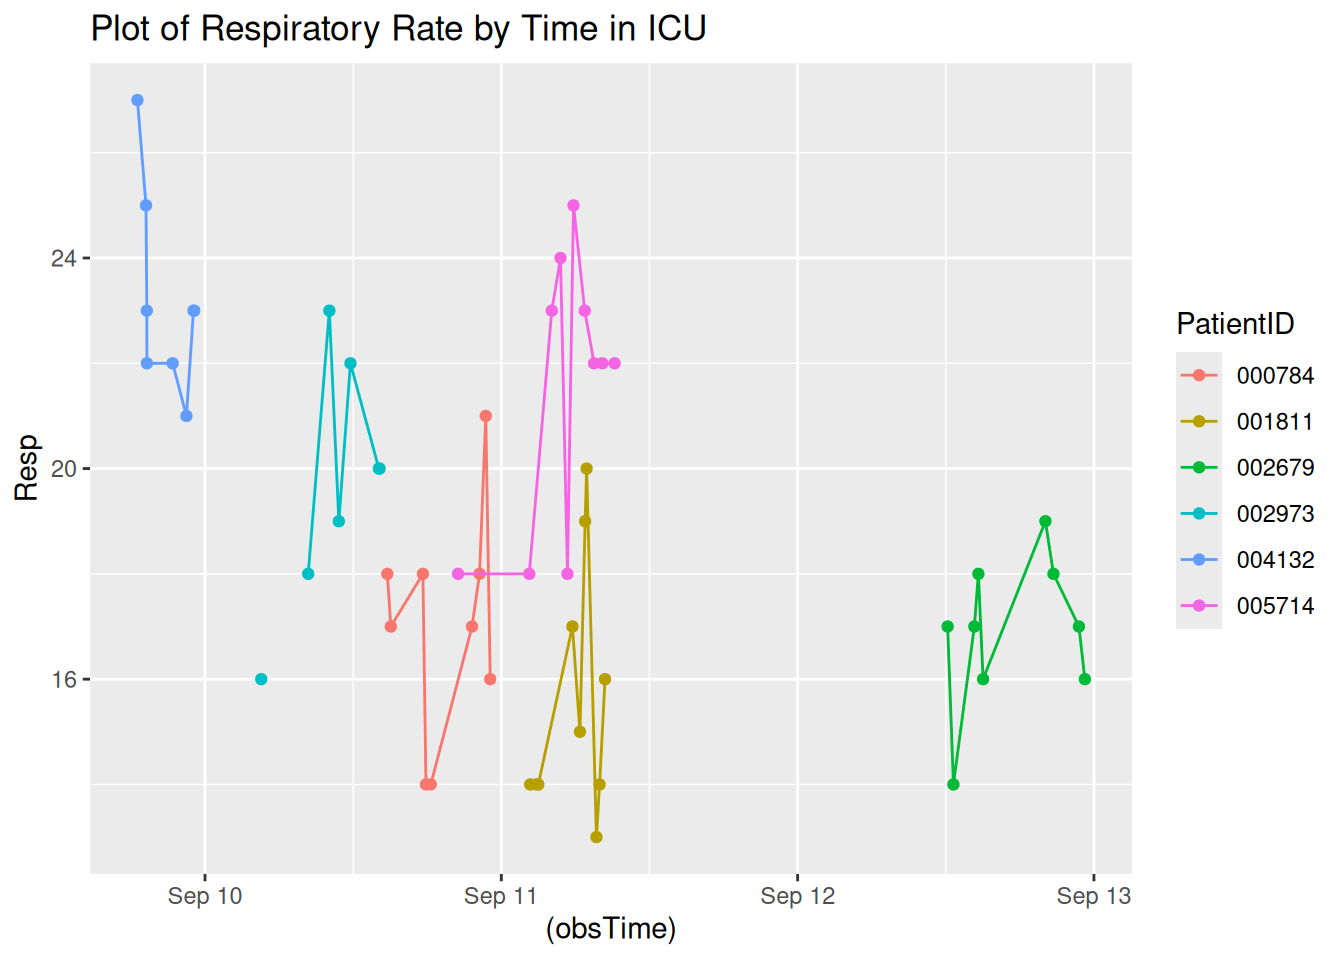 Plot of Respiratory Rate by Time in ICU
24
20
16
Resp
Sep 10
Sep 11
Sep 12
Sep 13
(obsTime)
PatientID
000784
001811
002679
002973
004132
005714